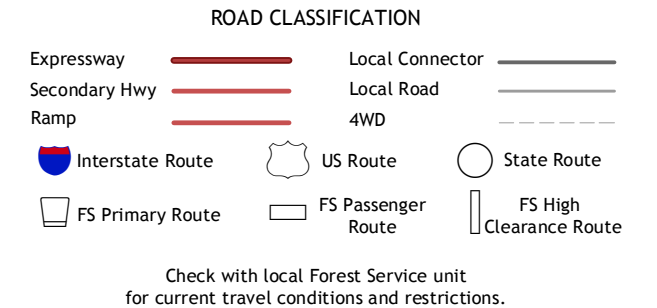 ROAD CLASSIFICATION
Expressway
Local Connector
Secondary Hwy
Local Road
Ramp
4WD
Interstate Route
US Route
State Route
FS Primary Route
FS Passenger
Route
FS High
Clearance Route
Check with local Forest Service unit
for current travel conditions and restrictions.